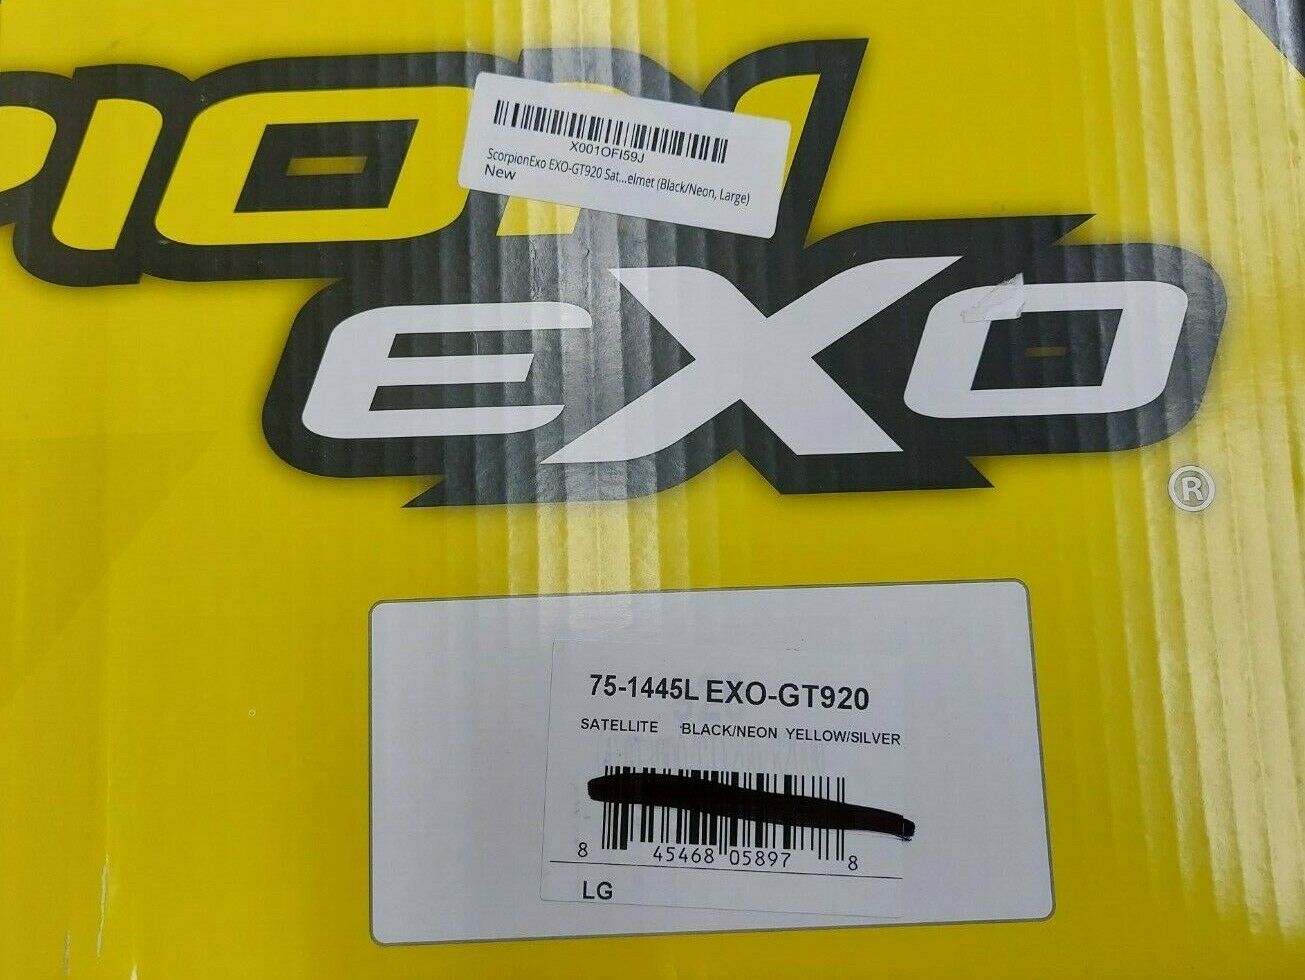 PION
X001OFI59J
ScorpionExo EXO-GT920 Sat...elmet (Black/Neon, Large)
New
eXo
®
75-1445L EXO-GT920
SATELLITE BLACK/NEON YELLOW/SILVER
8 45468 05897 8
LG